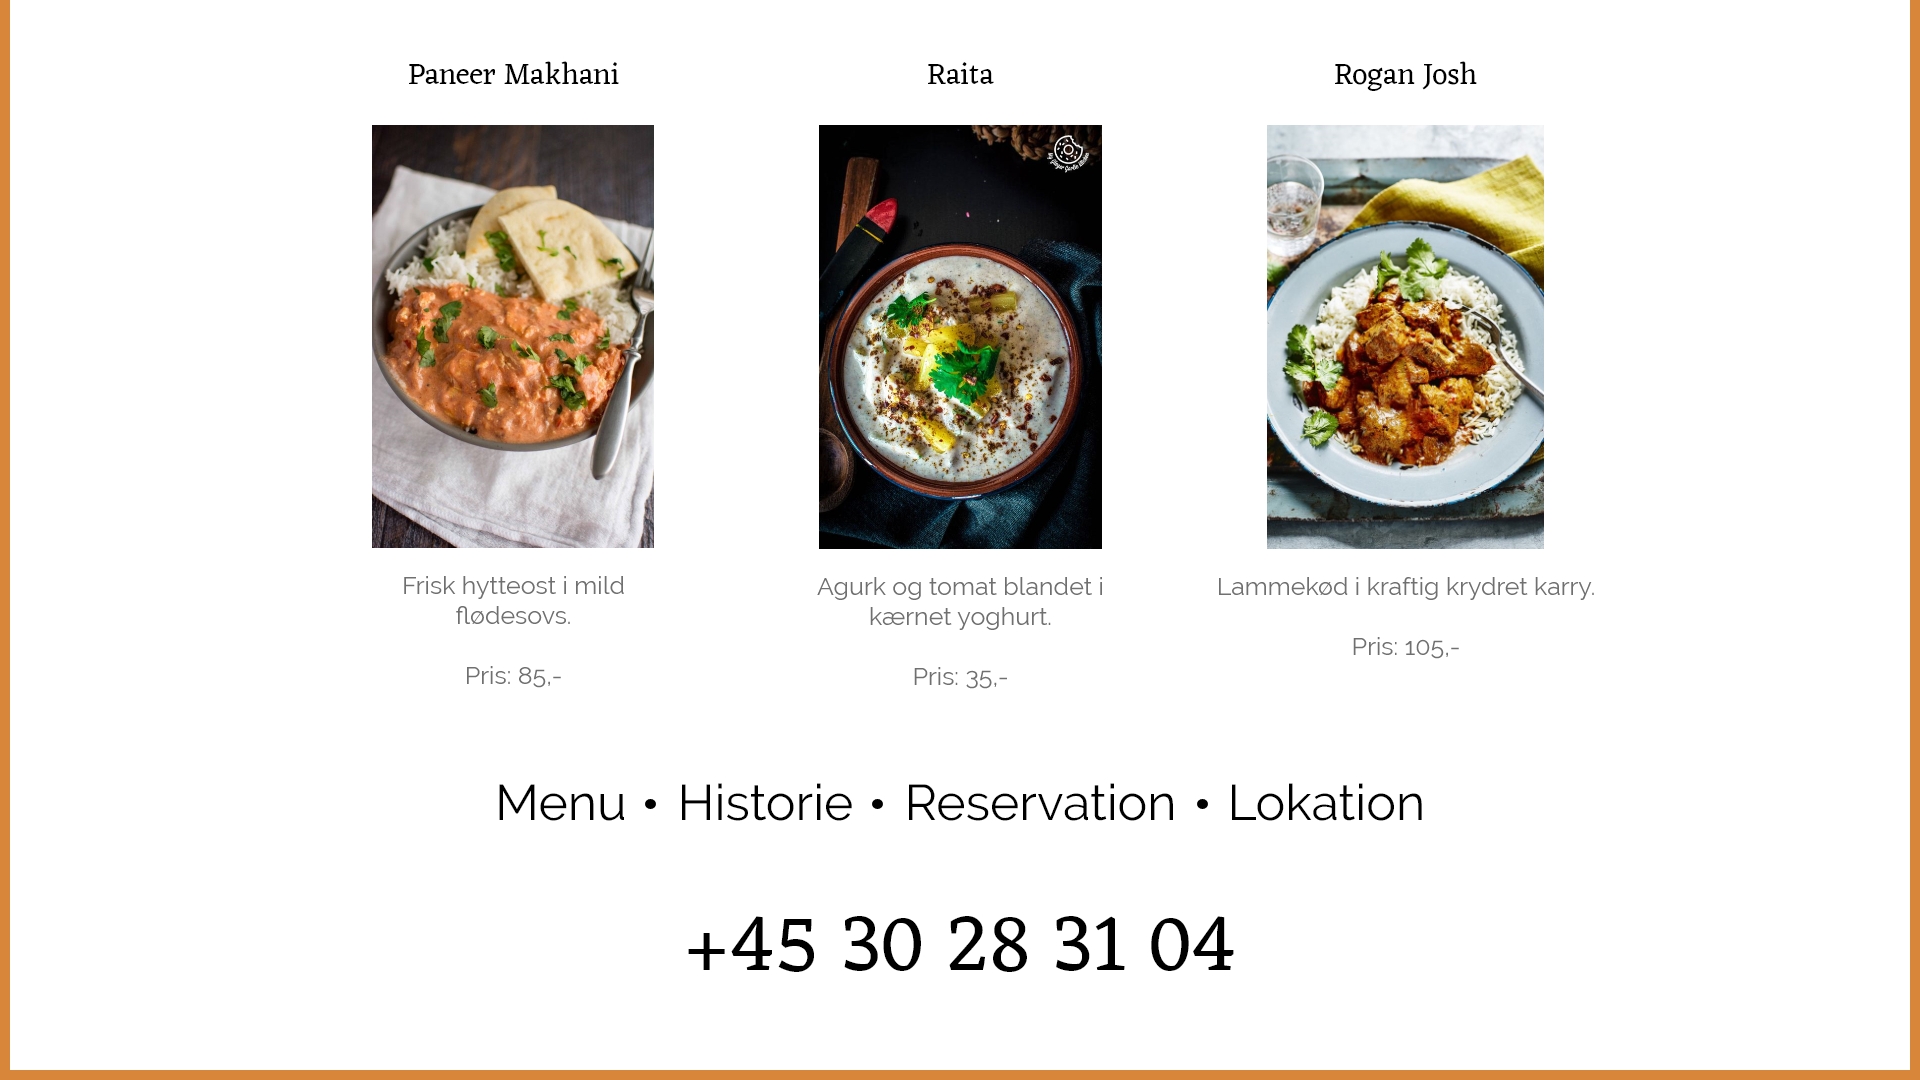 Paneer Makhani
Raita
Rogan Josh
Frisk hytteost i mild
flødesovs.
Pris: 85,-
Agurk og tomat blandet i
kærnet yoghurt.
Pris: 35,-
Lammekød i kraftig krydret karry.
Pris: 105,-
Menu • Historie • Reservation • Lokation
+45 30 28 31 04